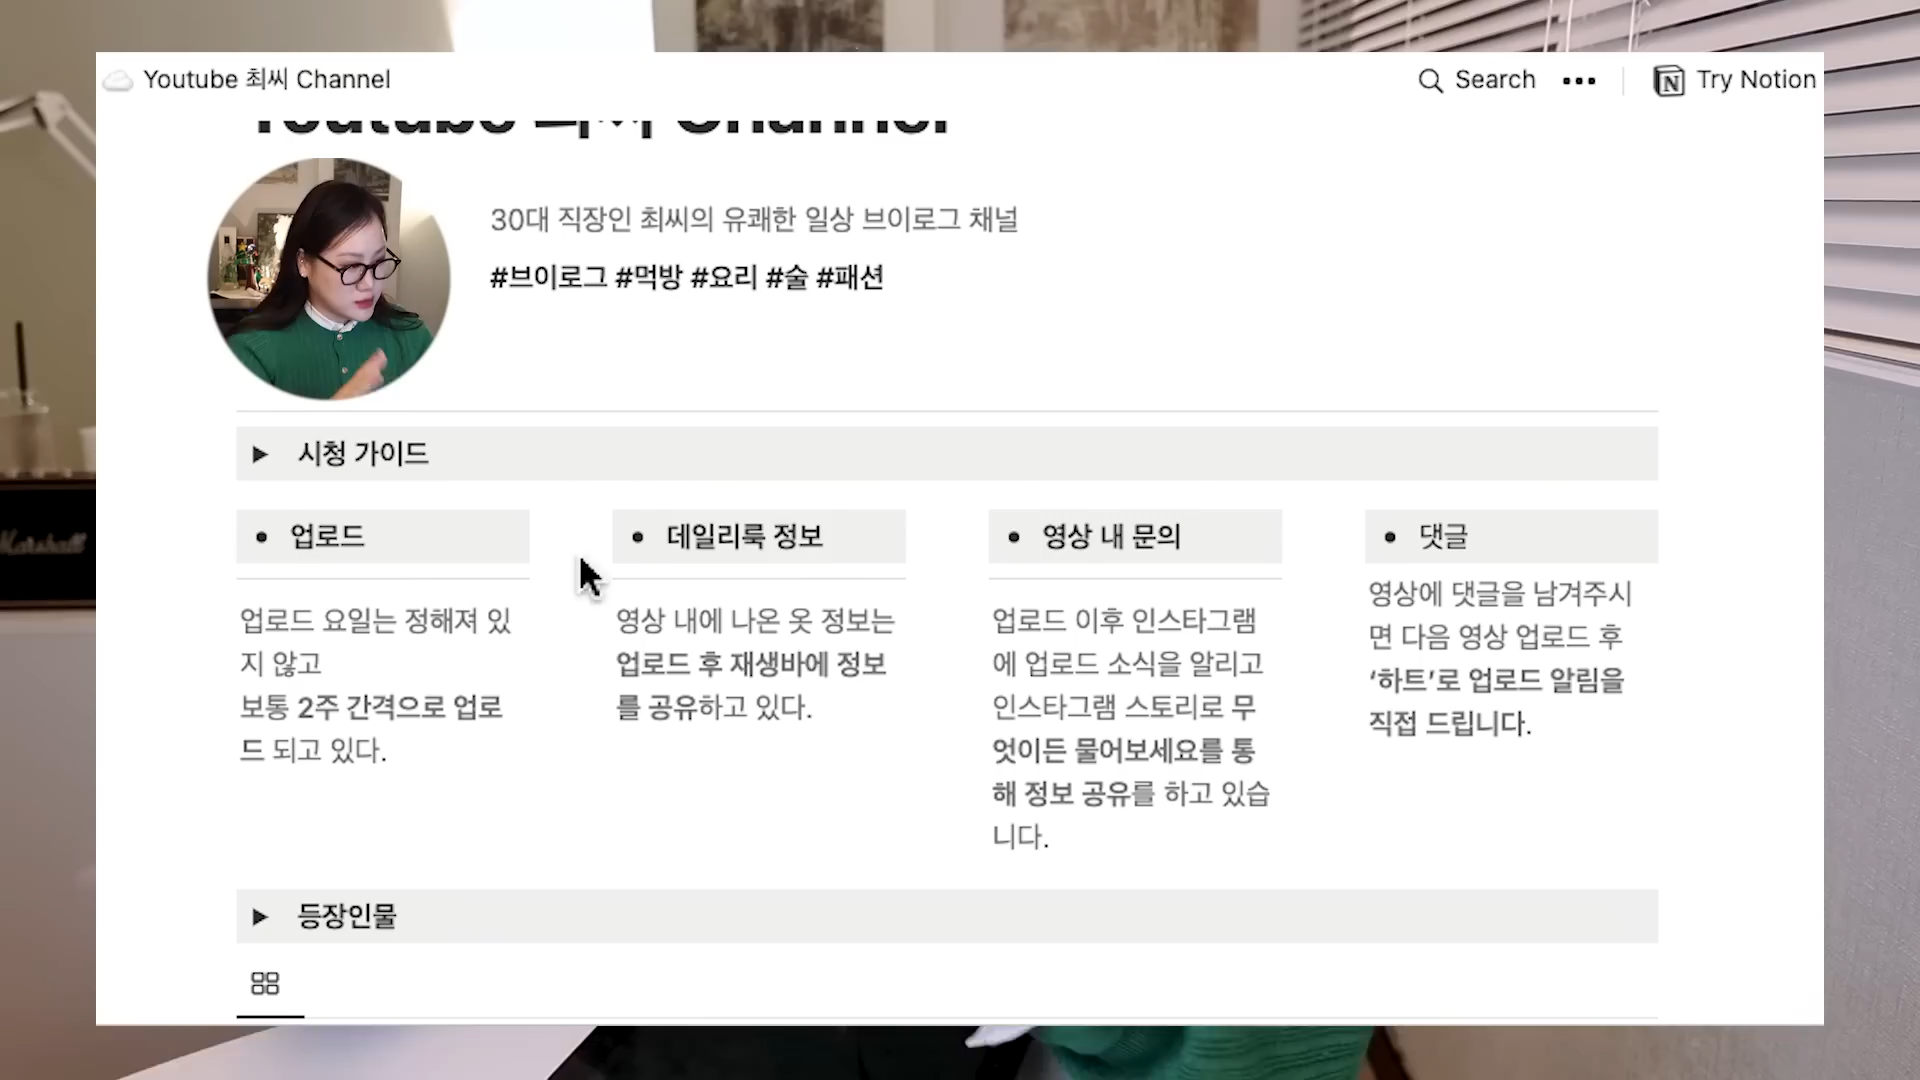 Youtube 최씨 Channel
Search
Try Notion
Youtube 최씨 Channel
30대 직장인 최씨의 유쾌한 일상 브이로그 채널
#브이로그 #먹방 #요리 #술 #패션
시청 가이드
• 업로드
업로드 요일는 정해져 있
지 않고
보통 2주 간격으로 업로
드 되고 있다.
• 데일리룩 정보
영상 내에 나온 옷 정보는
업로드 후 재생바에 정보
를 공유하고 있다.
• 영상 내 문의
업로드 이후 인스타그램
에 업로드 소식을 알리고
인스타그램 스토리로 무
엇이든 물어보세요를 통
해 정보 공유를 하고 있습
니다.
• 댓글
영상에 댓글을 남겨주시
면 다음 영상 업로드 후
‘하트’로 업로드 알림을
직접 드립니다.
등장인물
Marshall